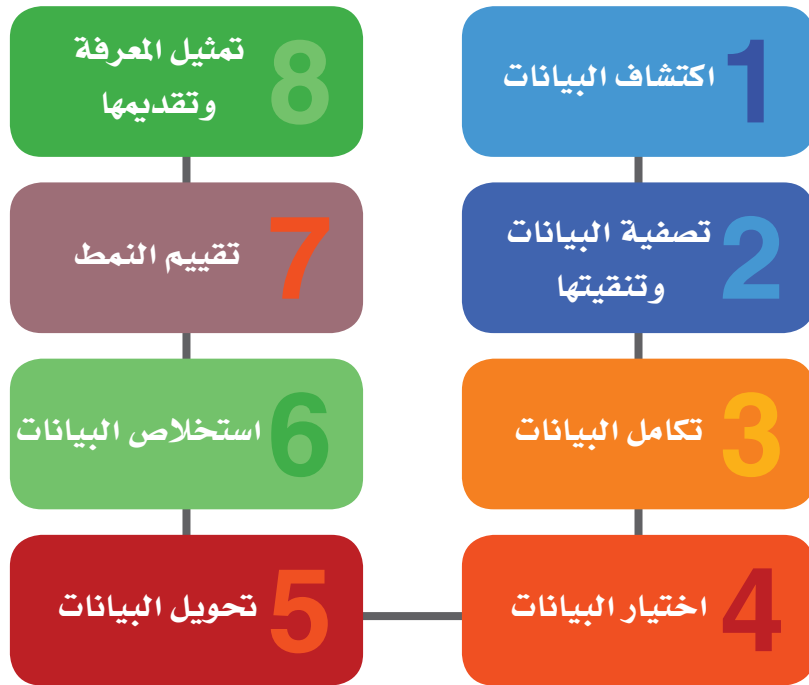 1
اكتشاف البيانات
2
تصفية البيانات
وتنقيتها
3
تكامل البيانات
4
اختيار البيانات
5
تحويل البيانات
6
استخلاص البيانات
7
تقييم النمط
8
تمثيل المعرفة
وتقديمها